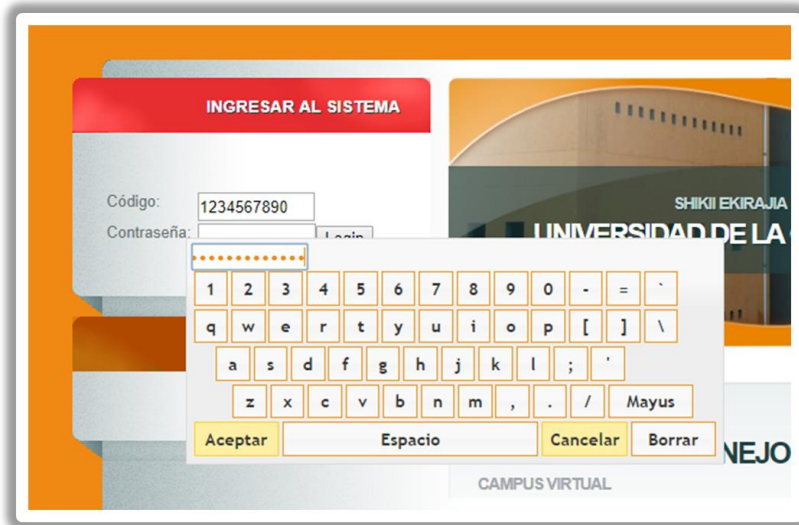 INGRESAR AL SISTEMA
Código: 1234567890
Contraseña: Login
SHIKII EKIRAJIA
UNIVERSIDAD DE LA
1 2 3 4 5 6 7 8 9 0 - = `
q w e r t y u i o p [ ] \
a s d f g h j k l ; '
z x c v b n m , . / Mayus
Aceptar Espacio Cancelar Borrar
NEJO
CAMPUS VIRTUAL